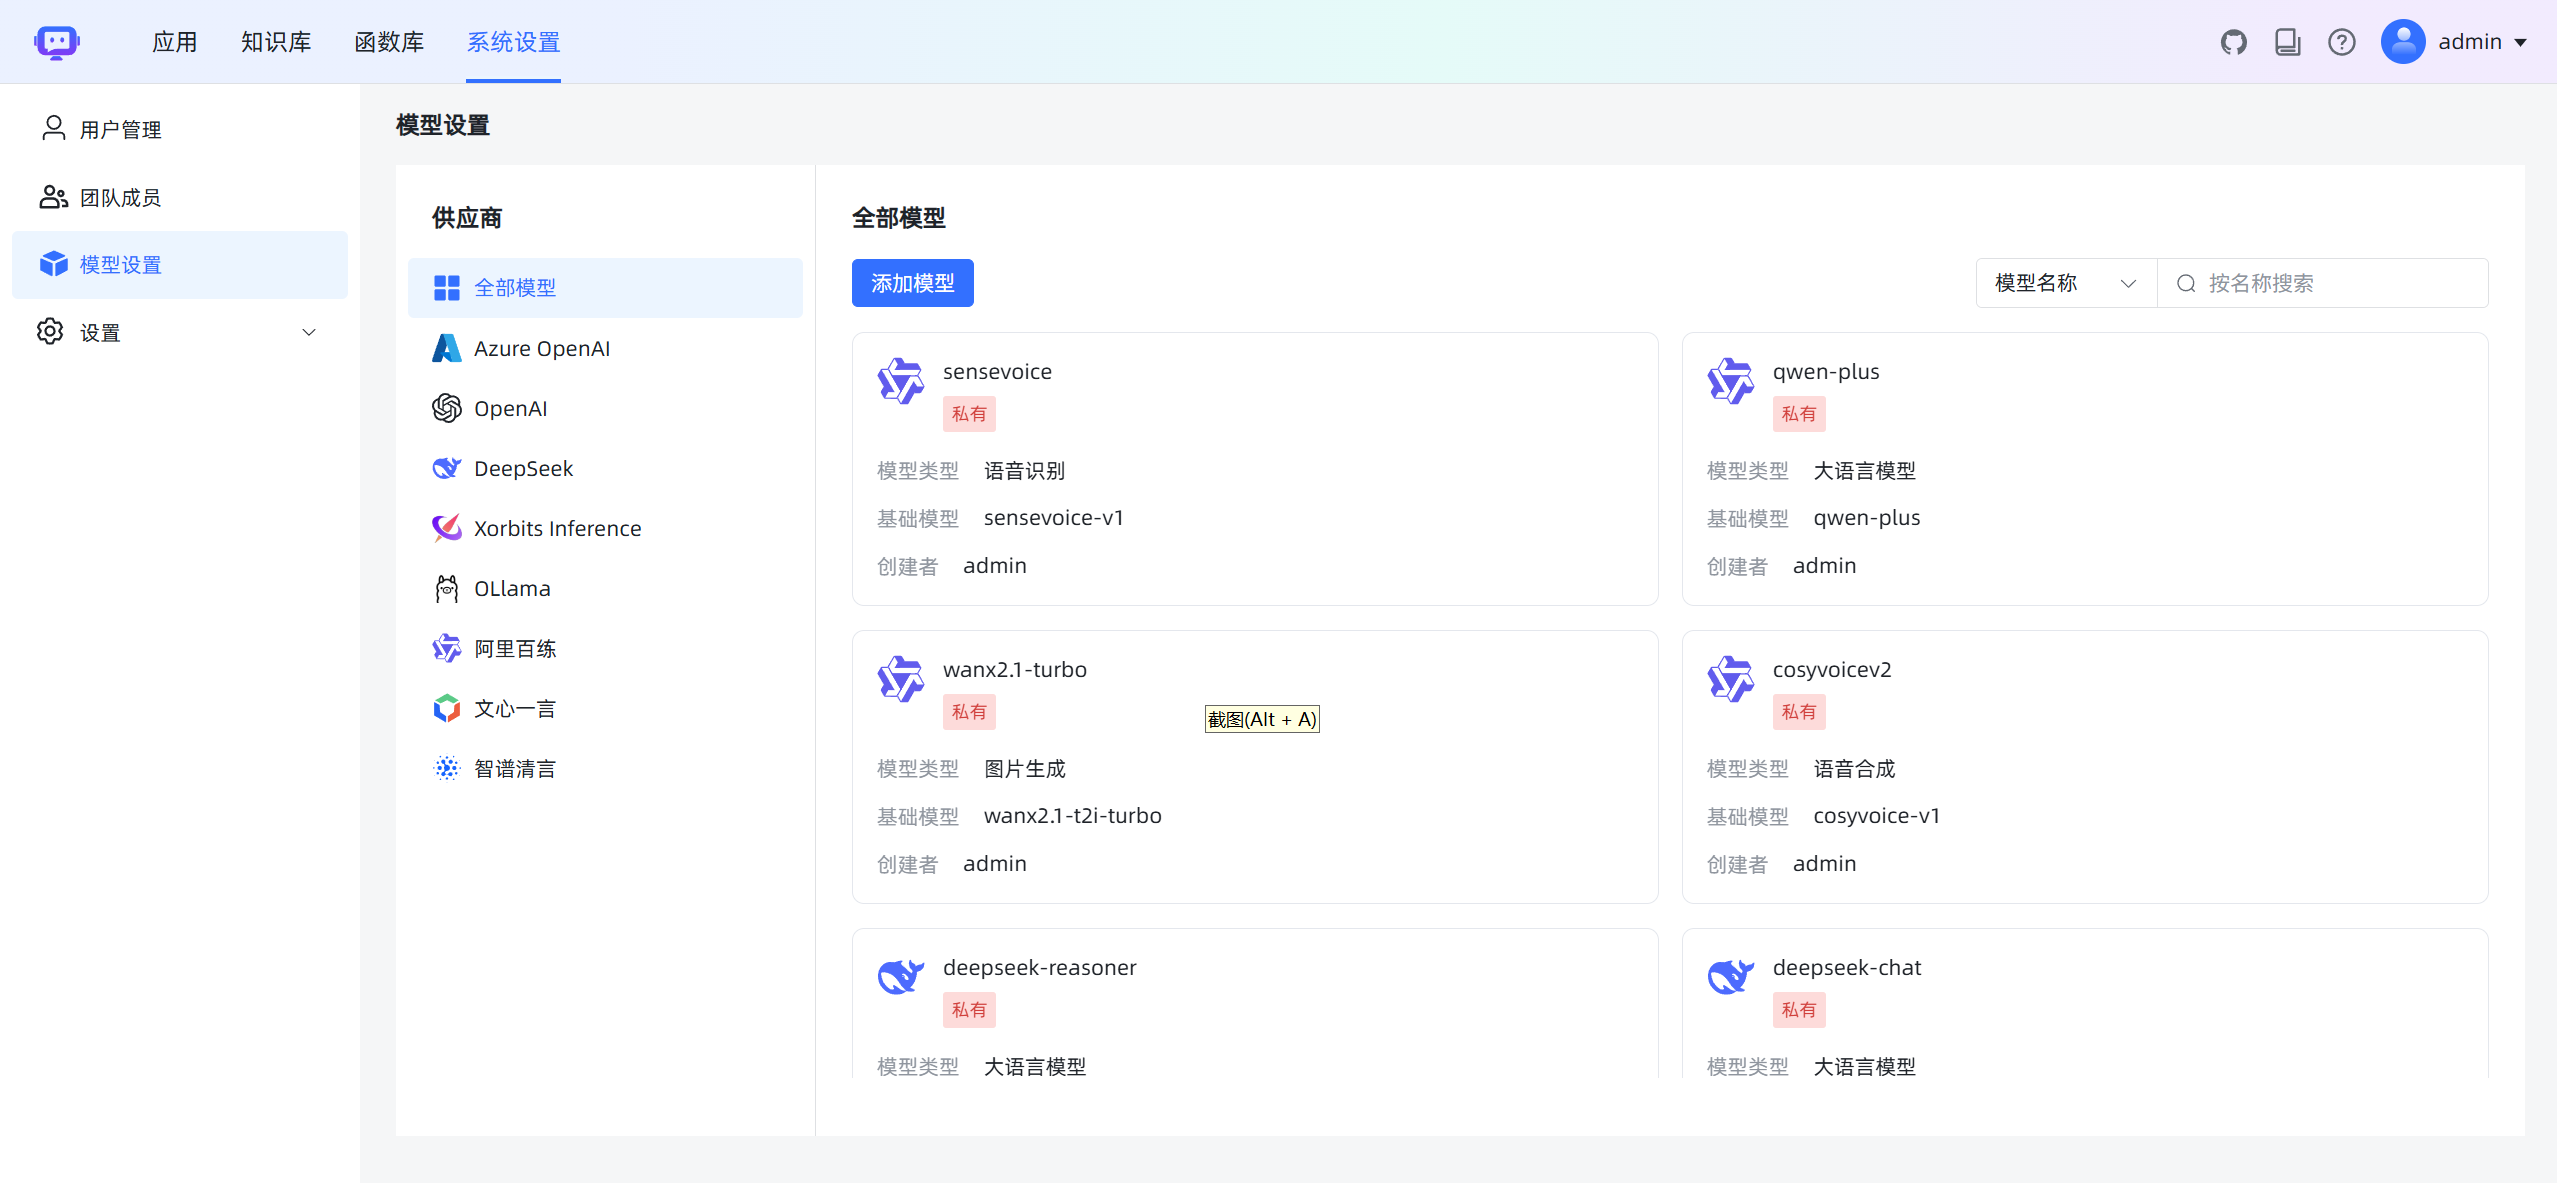 应用 知识库 函数库 系统设置 admin
用户管理
团队成员
模型设置
设置
模型设置
供应商
全部模型
Azure OpenAI
OpenAI
DeepSeek
Xorbits Inference
OLlama
阿里百练
文心一言
智谱清言
全部模型
添加模型 模型名称 按名称搜索
sensevoice
私有
模型类型 语音识别
基础模型 sensevoice-v1
创建者 admin
qwen-plus
私有
模型类型 大语言模型
基础模型 qwen-plus
创建者 admin
wanx2.1-turbo
私有
截图(Alt + A)
模型类型 图片生成
基础模型 wanx2.1-t2i-turbo
创建者 admin
cosyvoicev2
私有
模型类型 语音合成
基础模型 cosyvoice-v1
创建者 admin
deepseek-reasoner
私有
模型类型 大语言模型
deepseek-chat
私有
模型类型 大语言模型